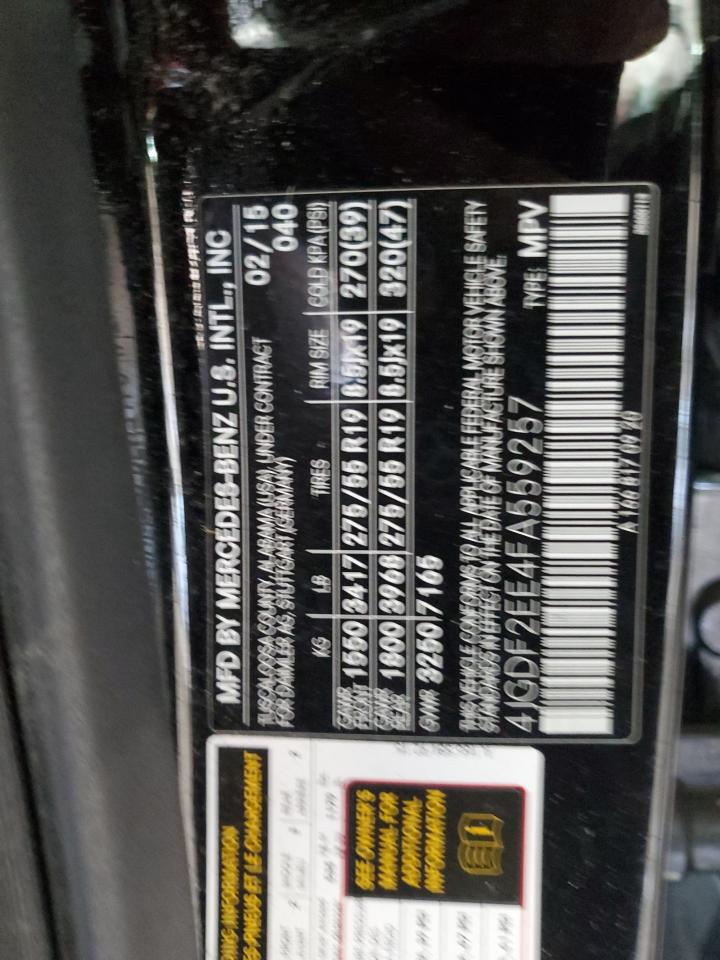 MFD BY MERCEDES-BENZ U.S. INTL., INC
TUSCALOOSA COUNTY, ALABAMA, USA, UNDER CONTRACT 02/15
FOR DAIMLER AG STUTTGART (GERMANY) 040
KG LB TIRES RIM SIZE COLD KPA (PSI)
GAWR FRONT 1550 3417 275/55 R19 8.5Jx19 270(39)
GAWR REAR 1800 3968 275/55 R19 8.5Jx19 320(47)
GVWR 3250 7165
THIS VEHICLE CONFORMS TO ALL APPLICABLE FEDERAL MOTOR VEHICLE SAFETY
STANDARDS IN EFFECT ON THE DATE OF MANUFACTURE SHOWN ABOVE.
4JGDF2EE4FA559257 TYPE: MPV
SEE OWNER'S
MANUAL FOR
ADDITIONAL
INFORMATION
INFORMATION
ET LE CHARGEMENT